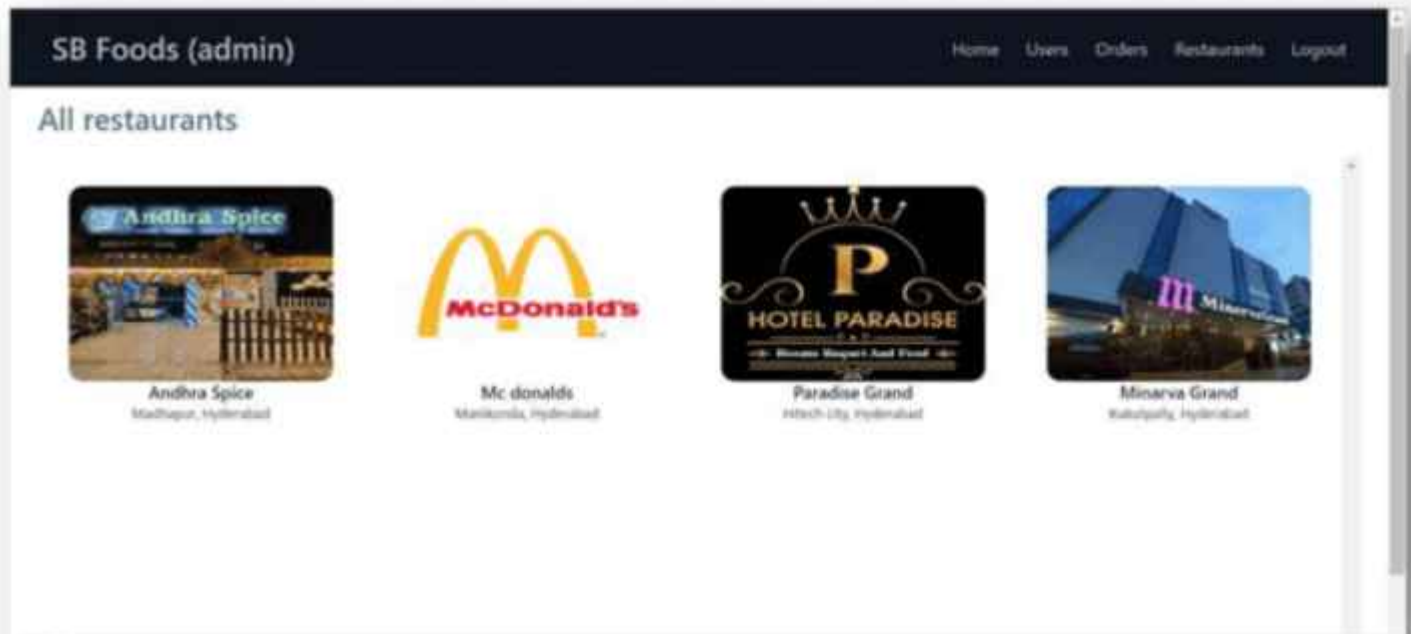 SB Foods (admin)
Home Users Orders Restaurants Logout
All restaurants
Andhra Spice
McDonald's
P
HOTEL PARADISE
m
Andhra Spice
Madhapur, Hyderabad
Mc donalds
Manikonda, Hyderabad
Paradise Grand
Hitech city, Hyderabad
Minarva Grand
Kukatpally, Hyderabad